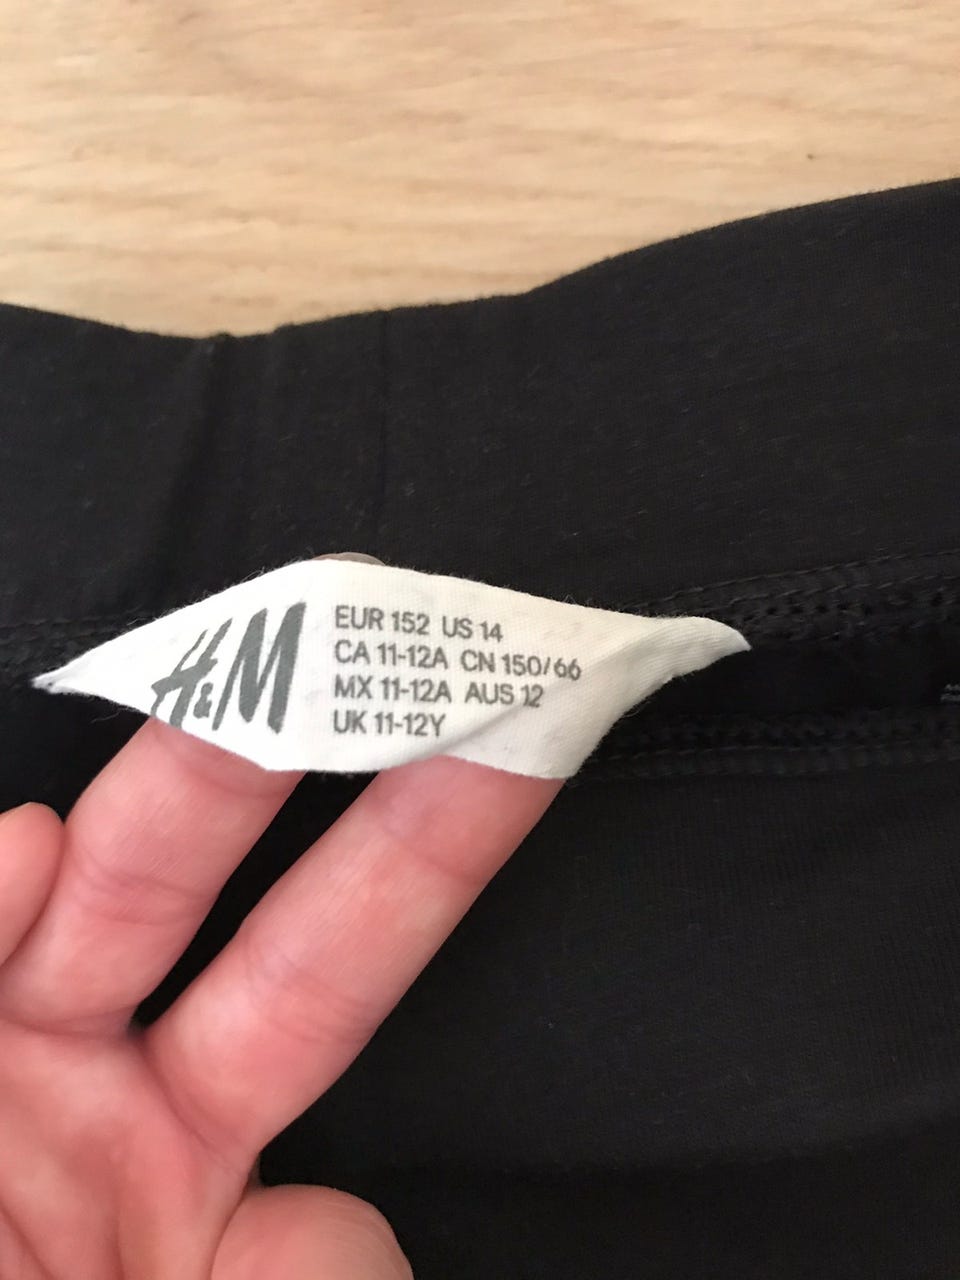 H&M
EUR 152 US 14
CA 11-12A CN 150/66
MX 11-12A AUS 12
UK 11-12Y